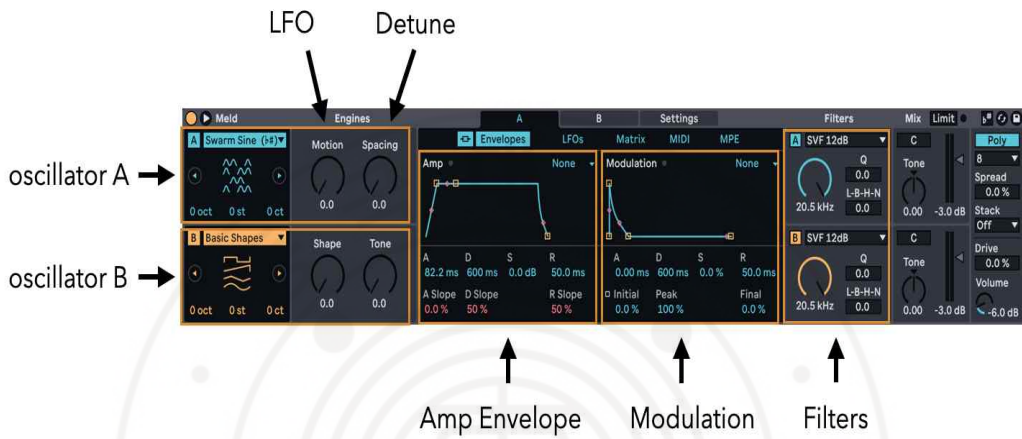 LFO Detune
Meld Engines A B Settings Filters Mix Limit
A Swarm Sine (b#) Motion Spacing Envelopes LFOs Matrix MIDI MPE A SVF 12dB C Poly
oscillator A Amp None Modulation None Q 0.0 Tone 8
L-B-H-N Spread
0 oct 0 st 0 ct 0.0 0.0 20.5 kHz 0.0 0.00 -3.0 dB 0.0 %
Stack
B Basic Shapes Shape Tone B SVF 12dB C Off
oscillator B A D S R A D S R Q 0.0 Tone Drive
82.2 ms 600 ms 0.0 dB 50.0 ms 0.00 ms 600 ms 0.0 % 50.0 ms L-B-H-N 0.0 %
A Slope D Slope R Slope Initial Peak Final Volume
0 oct 0 st 0 ct 0.0 0.0 0.0 % 50 % 50 % 0.0 % 100 % 0.0 % 20.5 kHz 0.0 0.00 -3.0 dB -6.0 dB
Amp Envelope Modulation Filters